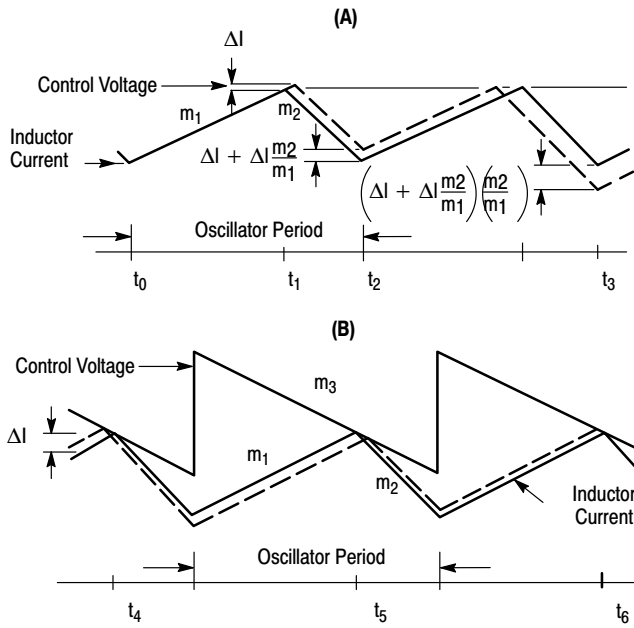 (A)
ΔI
Control Voltage
m1
m2
Inductor
Current
ΔI + ΔI m2/m1
(ΔI + ΔI m2/m1)(m2/m1)
Oscillator Period
t0
t1
t2
t3
(B)
Control Voltage
m3
ΔI
m1
m2
Inductor
Current
Oscillator Period
t4
t5
t6